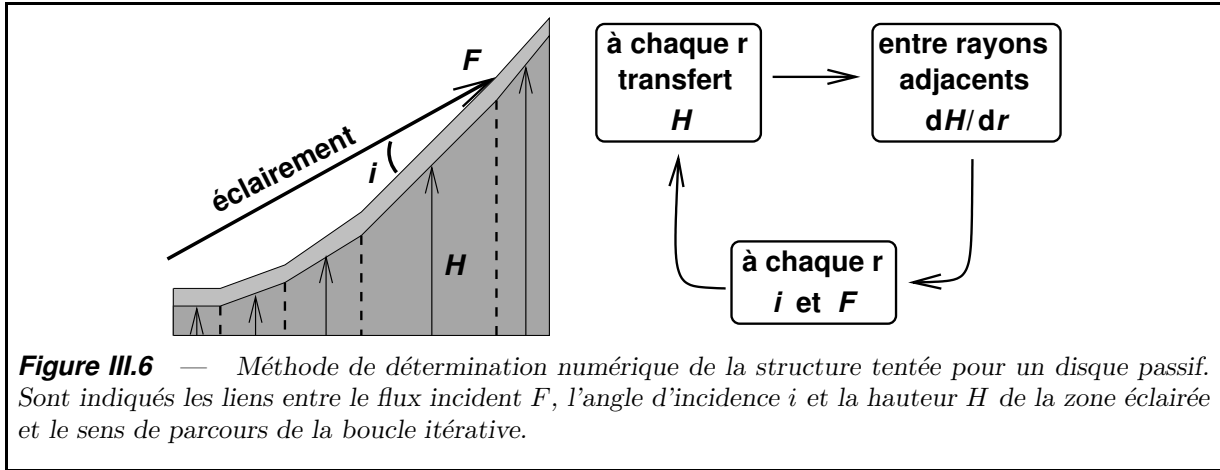 F
éclairement
i
H
à chaque r
transfert
H
entre rayons
adjacents
dH/dr
à chaque r
i et F
Figure III.6 — Méthode de détermination numérique de la structure tentée pour un disque passif.
Sont indiqués les liens entre le flux incident F, l'angle d'incidence i et la hauteur H de la zone éclairée
et le sens de parcours de la boucle itérative.